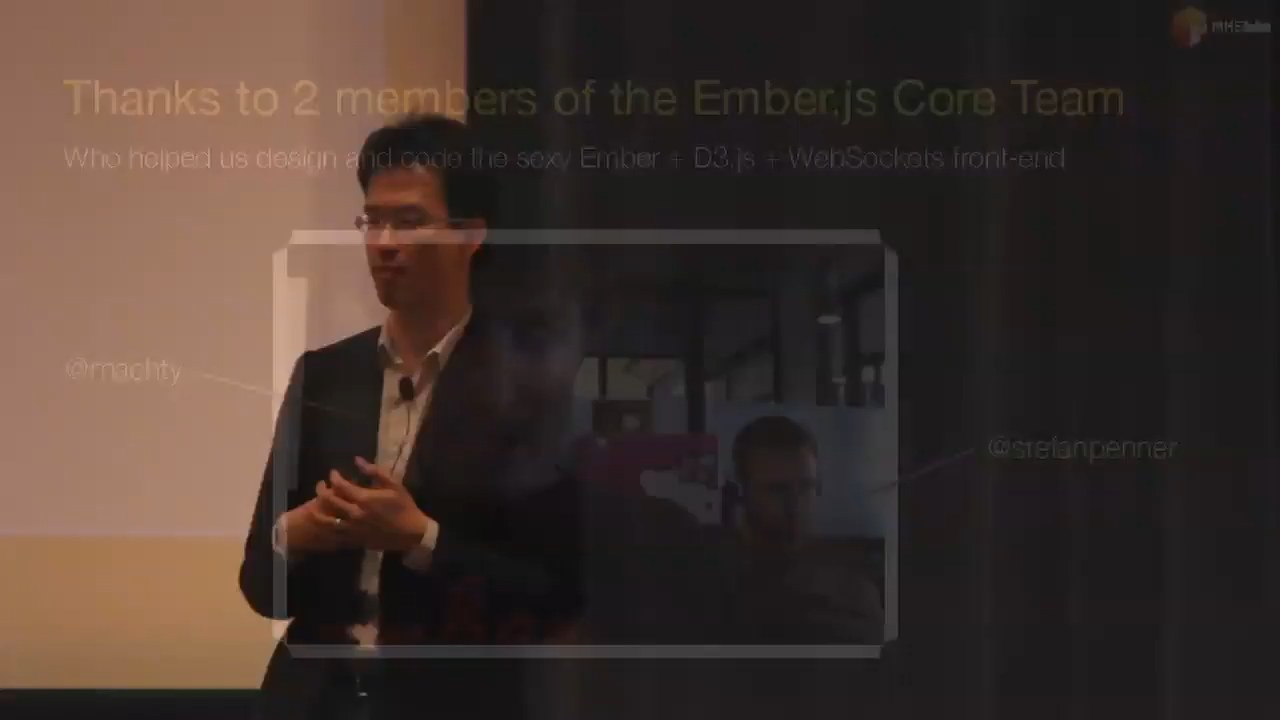 Thanks to 2 members of the Ember.js Core Team
Who helped us design and code the sexy Ember + D3.js + WebSockets front-end
@machty
@stefanpenner